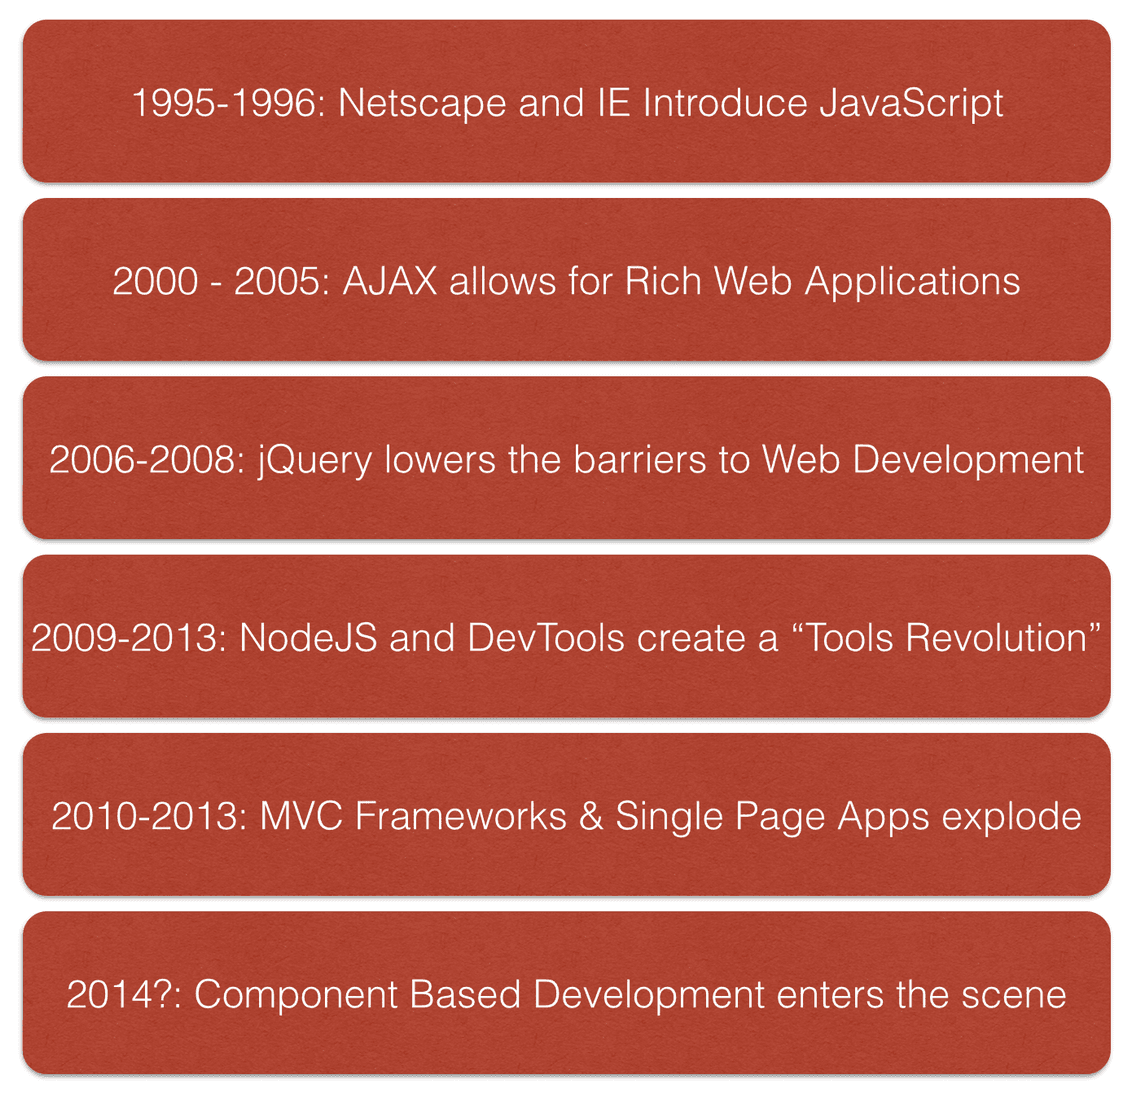 1995-1996: Netscape and IE Introduce JavaScript
2000 - 2005: AJAX allows for Rich Web Applications
2006-2008: jQuery lowers the barriers to Web Development
2009-2013: NodeJS and DevTools create a “Tools Revolution”
2010-2013: MVC Frameworks & Single Page Apps explode
2014?: Component Based Development enters the scene